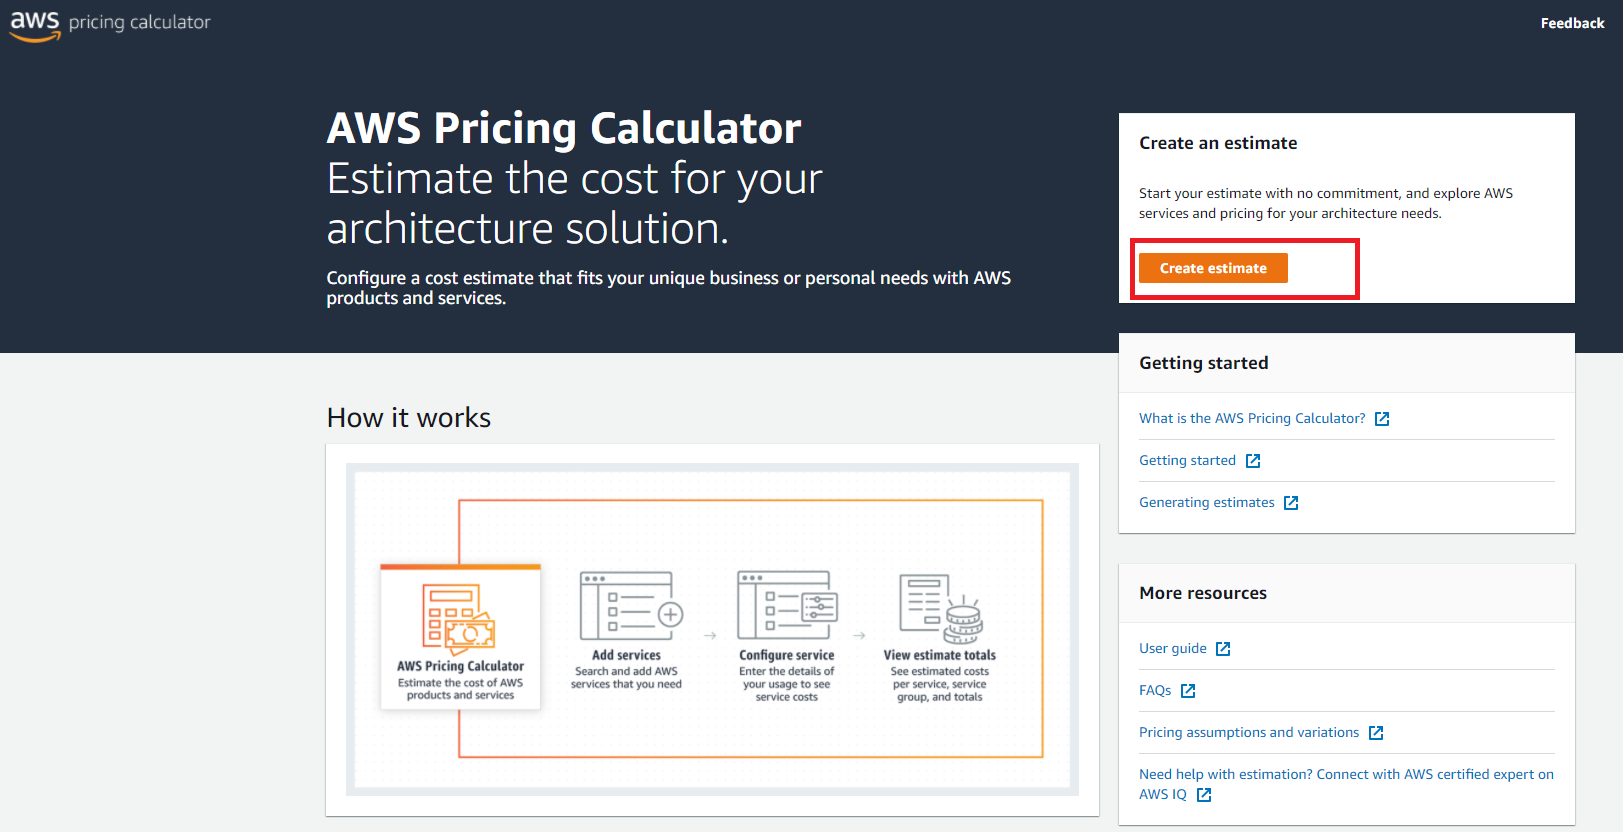 aws pricing calculator
Feedback
AWS Pricing Calculator
Estimate the cost for your
architecture solution.
Configure a cost estimate that fits your unique business or personal needs with AWS
products and services.
Create an estimate
Start your estimate with no commitment, and explore AWS
services and pricing for your architecture needs.
Create estimate
Getting started
What is the AWS Pricing Calculator?
Getting started
Generating estimates
How it works
AWS Pricing Calculator
Estimate the cost of AWS
products and services
Add services
Search and add AWS
services that you need
Configure service
Enter the details of
your usage to see
service costs
View estimate totals
See estimated costs
per service, service
group, and totals
More resources
User guide
FAQs
Pricing assumptions and variations
Need help with estimation? Connect with AWS certified expert on
AWS IQ